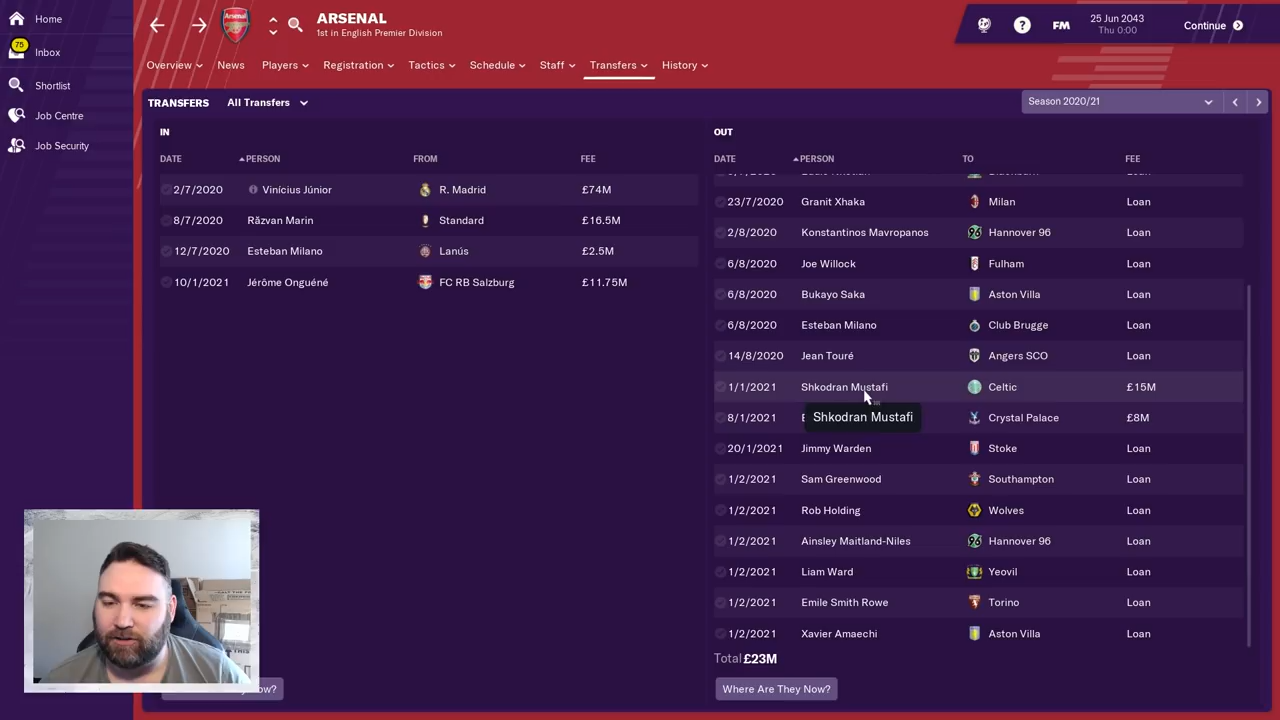 Home
75
Inbox
Shortlist
Job Centre
Job Security
Arsenal
ARSENAL
1st in English Premier Division
FM
25 Jun 2043
Thu 0:00
Continue
Overview
News
Players
Registration
Tactics
Schedule
Staff
Transfers
History
TRANSFERS
All Transfers
Season 2020/21
IN
DATE PERSON FROM FEE
2/7/2020 Vinícius Júnior R. Madrid £74M
8/7/2020 Răzvan Marin Standard £16.5M
12/7/2020 Esteban Milano Lanús £2.5M
10/1/2021 Jérôme Onguéné FC RB Salzburg £11.75M
OUT
DATE PERSON TO FEE
23/7/2020 Granit Xhaka Milan Loan
2/8/2020 Konstantinos Mavropanos Hannover 96 Loan
6/8/2020 Joe Willock Fulham Loan
6/8/2020 Bukayo Saka Aston Villa Loan
6/8/2020 Esteban Milano Club Brugge Loan
14/8/2020 Jean Touré Angers SCO Loan
1/1/2021 Shkodran Mustafi Celtic £15M
Shkodran Mustafi
8/1/2021 Crystal Palace £8M
20/1/2021 Jimmy Warden Stoke Loan
1/2/2021 Sam Greenwood Southampton Loan
1/2/2021 Rob Holding Wolves Loan
1/2/2021 Ainsley Maitland-Niles Hannover 96 Loan
1/2/2021 Liam Ward Yeovil Loan
1/2/2021 Emile Smith Rowe Torino Loan
1/2/2021 Xavier Amaechi Aston Villa Loan
Total £23M
Now?
Where Are They Now?